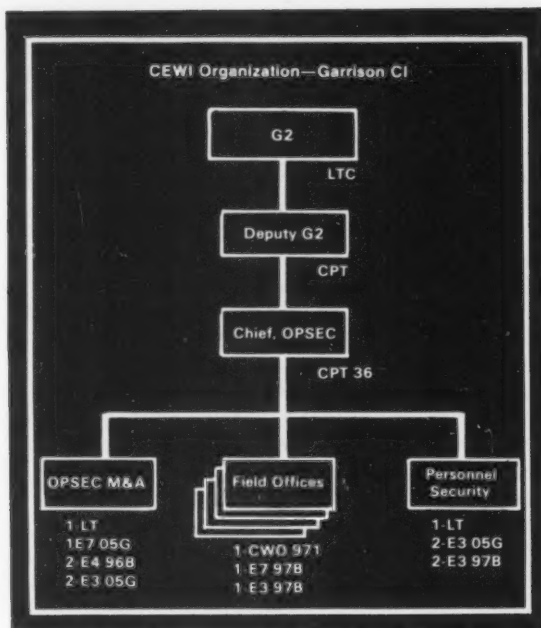 CEWI Organization—Garrison CI
G2
LTC
Deputy G2
CPT
Chief, OPSEC
CPT 36
OPSEC M&A
1-LT
1E7 05G
2-E4 96B
2-E3 05G
Field Offices
1-CWO 971
1-E7 97B
1-E3 97B
Personnel
Security
1-LT
2-E3 05G
2-E3 97B